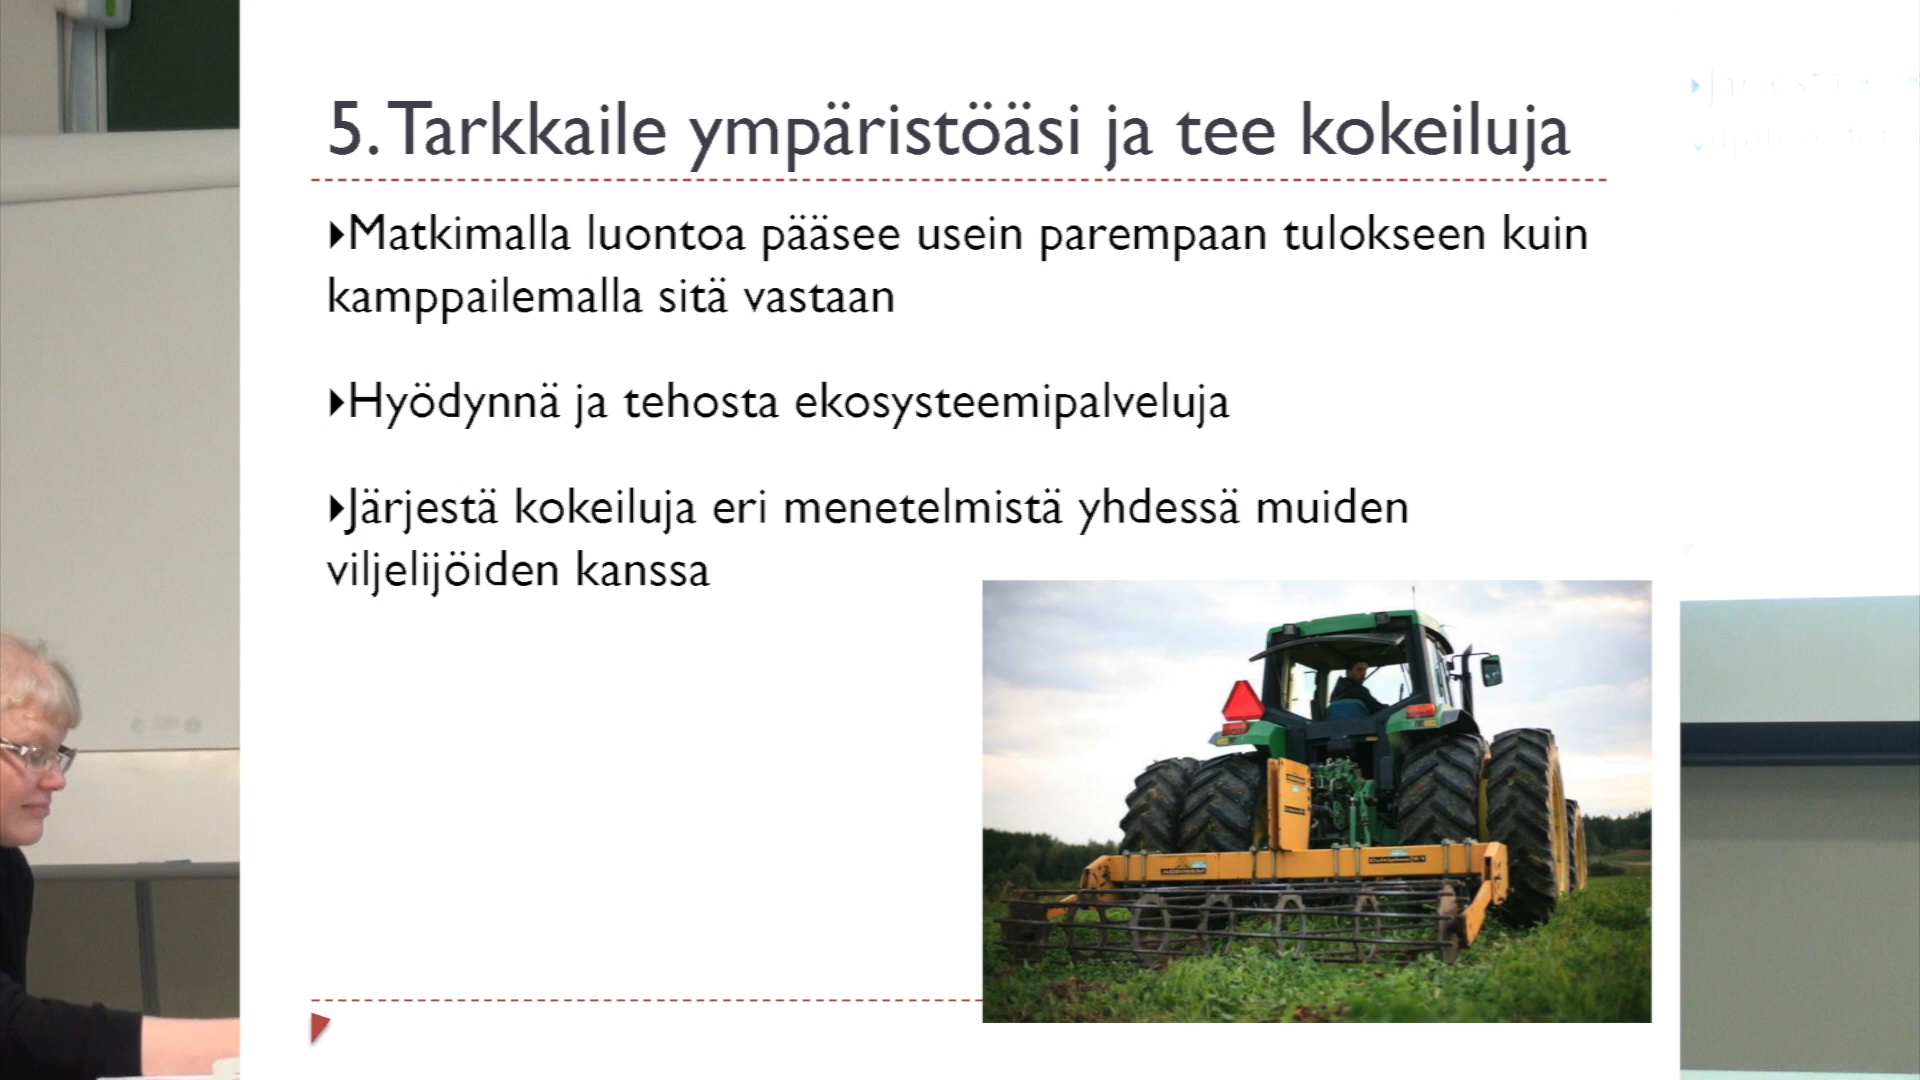 5. Tarkkaile ympäristöäsi ja tee kokeiluja
Matkimalla luontoa pääsee usein parempaan tulokseen kuin
kamppailemalla sitä vastaan
Hyödynnä ja tehosta ekosysteemipalveluja
Järjestä kokeiluja eri menetelmistä yhdessä muiden
viljelijöiden kanssa
AGRISEM